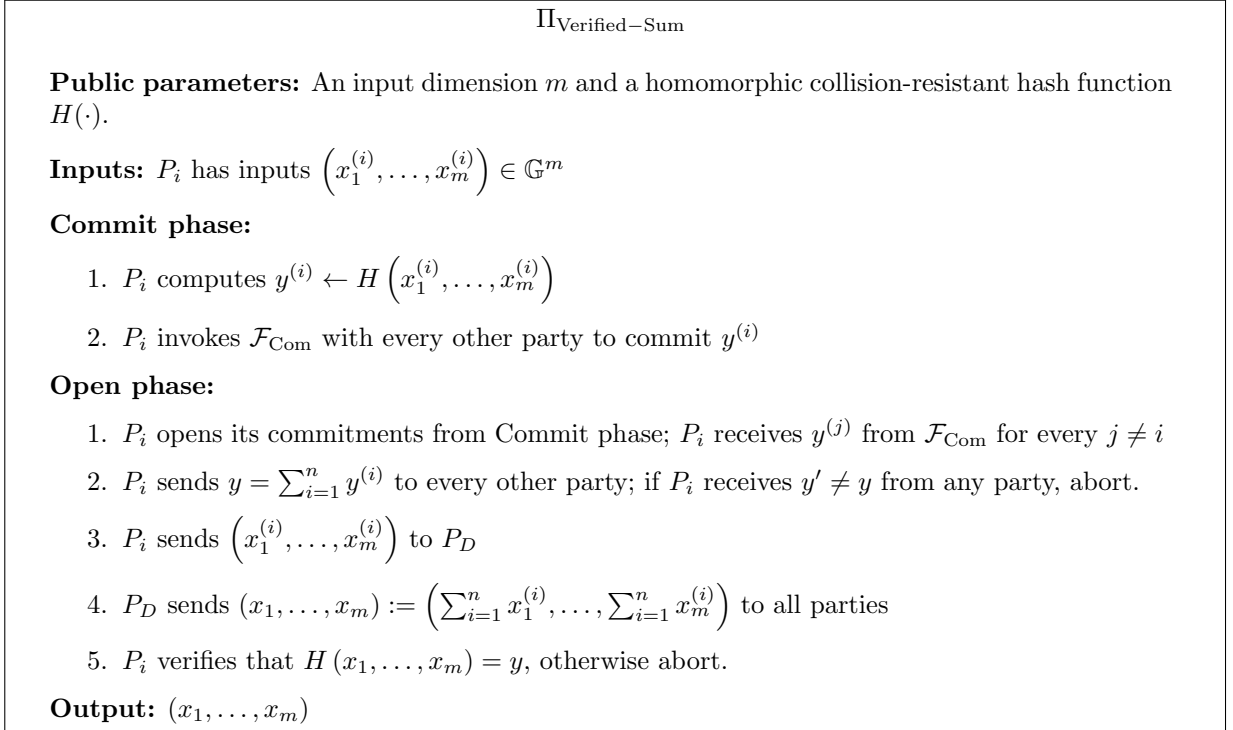 Π_{Verified−Sum}
Public parameters: An input dimension m and a homomorphic collision-resistant hash function
H(·).
Inputs: P_i has inputs (x_1^{(i)}, . . . , x_m^{(i)}) ∈ 𝔾^m
Commit phase:
1. P_i computes y^{(i)} ← H (x_1^{(i)}, . . . , x_m^{(i)})
2. P_i invokes ℱ_{Com} with every other party to commit y^{(i)}
Open phase:
1. P_i opens its commitments from Commit phase; P_i receives y^{(j)} from ℱ_{Com} for every j ≠ i
2. P_i sends y = ∑_{i=1}^n y^{(i)} to every other party; if P_i receives y′ ≠ y from any party, abort.
3. P_i sends (x_1^{(i)}, . . . , x_m^{(i)}) to P_D
4. P_D sends (x_1, . . . , x_m) := (∑_{i=1}^n x_1^{(i)}, . . . , ∑_{i=1}^n x_m^{(i)}) to all parties
5. P_i verifies that H (x_1, . . . , x_m) = y, otherwise abort.
Output: (x_1, . . . , x_m)